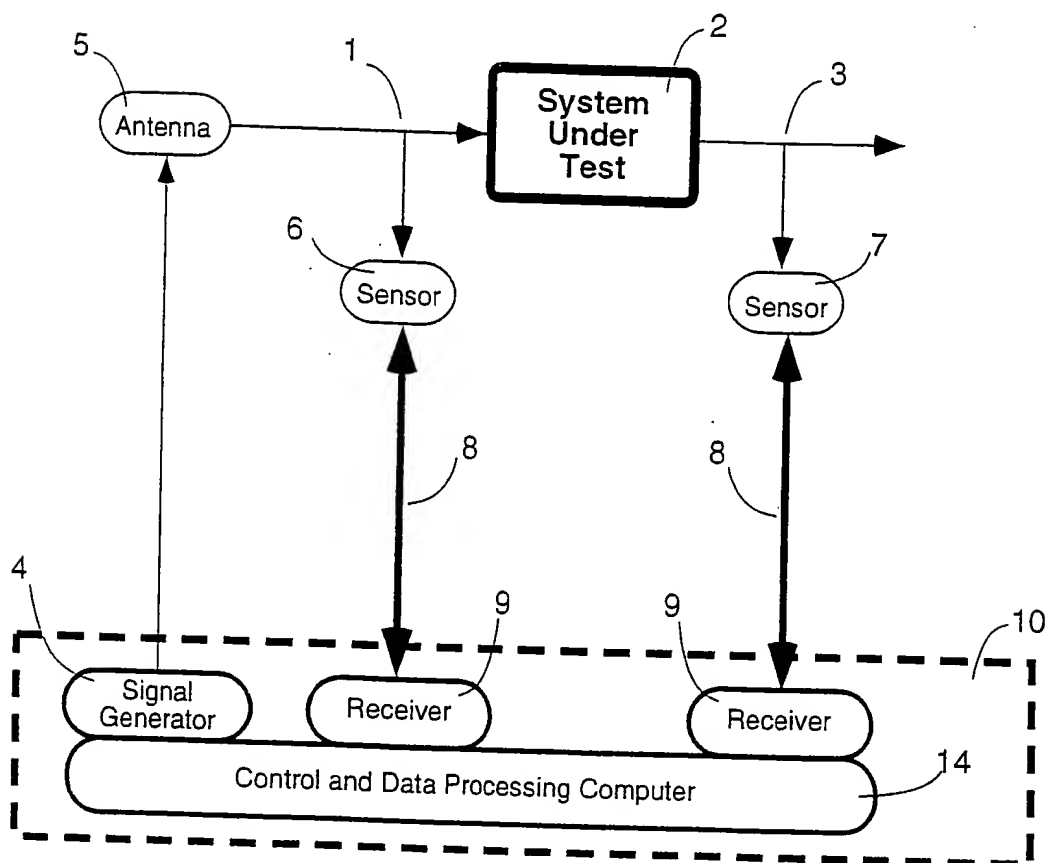 5
1
2
3
Antenna
System
Under
Test
6
7
Sensor
Sensor
8
8
4
9
9
10
Signal
Generator
Receiver
Receiver
Control and Data Processing Computer
14